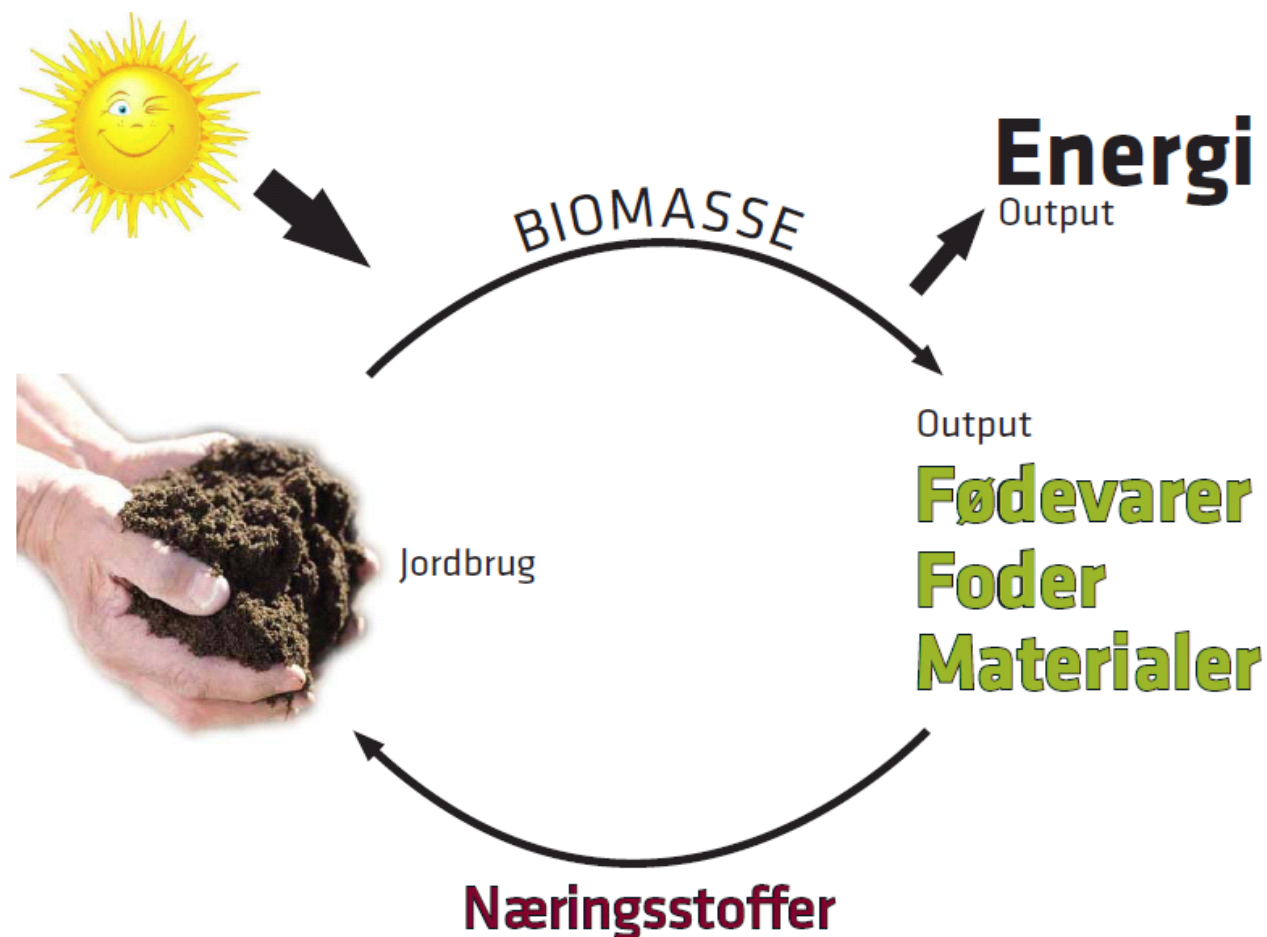 Energi
Output
BIOMASSE
Output
Fødevarer
Foder
Materialer
Jordbrug
Næringsstoffer